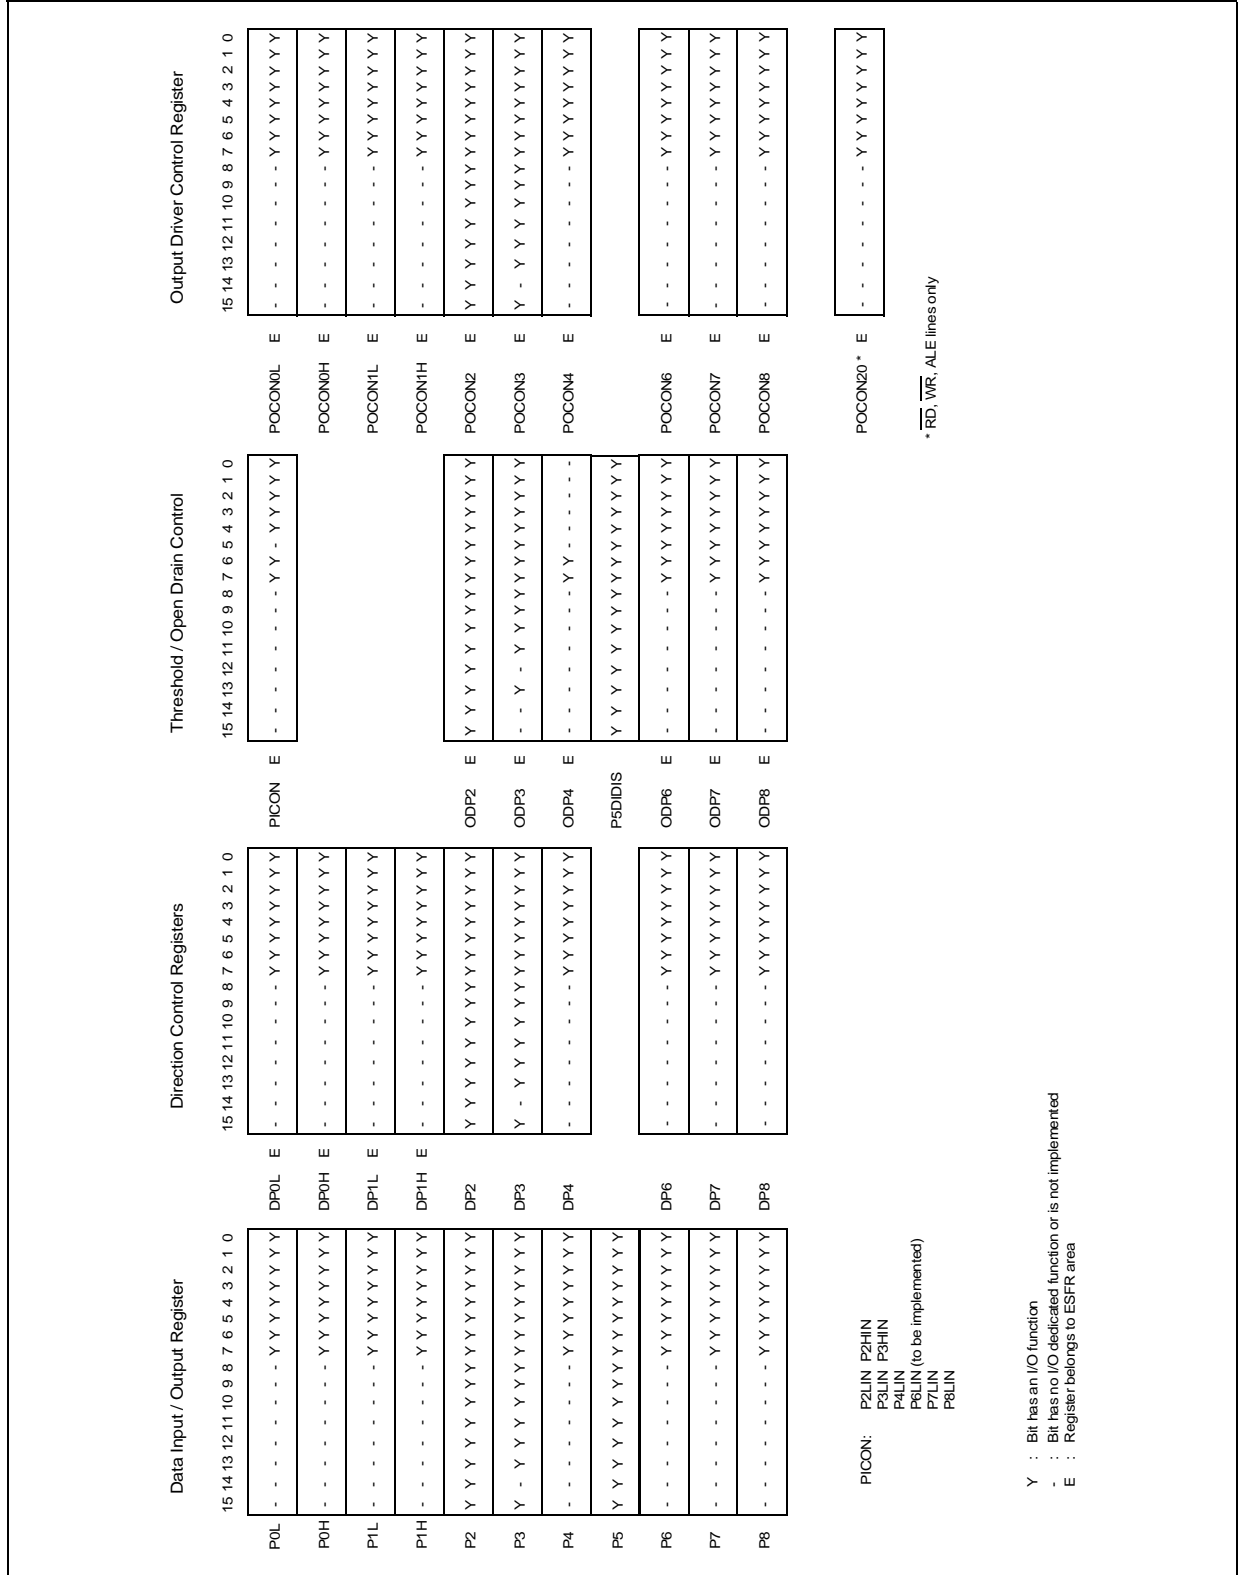 Data Input / Output Register Direction Control Registers Threshold / Open Drain Control Output Driver Control Register
15 14 13 12 11 10 9 8 7 6 5 4 3 2 1 0 15 14 13 12 11 10 9 8 7 6 5 4 3 2 1 0 15 14 13 12 11 10 9 8 7 6 5 4 3 2 1 0 15 14 13 12 11 10 9 8 7 6 5 4 3 2 1 0
P0L - - - - - - - - Y Y Y Y Y Y Y Y DP0L E - - - - - - - - Y Y Y Y Y Y Y Y PICON E - - - - - - - - Y Y - Y Y Y Y Y POCON0L E - - - - - - - - Y Y Y Y Y Y Y Y
P0H - - - - - - - - Y Y Y Y Y Y Y Y DP0H E - - - - - - - - Y Y Y Y Y Y Y Y POCON0H E - - - - - - - - Y Y Y Y Y Y Y Y
P1L - - - - - - - - Y Y Y Y Y Y Y Y DP1L E - - - - - - - - Y Y Y Y Y Y Y Y POCON1L E - - - - - - - - Y Y Y Y Y Y Y Y
P1H - - - - - - - - Y Y Y Y Y Y Y Y DP1H E - - - - - - - - Y Y Y Y Y Y Y Y POCON1H E - - - - - - - - Y Y Y Y Y Y Y Y
P2 Y Y Y Y Y Y Y Y Y Y Y Y Y Y Y Y DP2 Y Y Y Y Y Y Y Y Y Y Y Y Y Y Y Y ODP2 E Y Y Y Y Y Y Y Y Y Y Y Y Y Y Y Y POCON2 E Y Y Y Y Y Y Y Y Y Y Y Y Y Y Y Y
P3 Y - Y Y Y Y Y Y Y Y Y Y Y Y Y Y DP3 Y - Y Y Y Y Y Y Y Y Y Y Y Y Y Y ODP3 E - - Y - Y Y Y Y Y Y Y Y Y Y Y Y POCON3 E Y - Y Y Y Y Y Y Y Y Y Y Y Y Y Y
P4 - - - - - - - - Y Y Y Y Y Y Y Y DP4 - - - - - - - - Y Y Y Y Y Y Y Y ODP4 E - - - - - - - - Y Y - - - - - - POCON4 E - - - - - - - - Y Y Y Y Y Y Y Y
P5 Y Y Y Y Y Y Y Y Y Y Y Y Y Y Y Y P5DIDIS Y Y Y Y Y Y Y Y Y Y Y Y Y Y Y Y
P6 - - - - - - - - Y Y Y Y Y Y Y Y DP6 - - - - - - - - Y Y Y Y Y Y Y Y ODP6 E - - - - - - - - Y Y Y Y Y Y Y Y POCON6 E - - - - - - - - Y Y Y Y Y Y Y Y
P7 - - - - - - - - Y Y Y Y Y Y Y Y DP7 - - - - - - - - Y Y Y Y Y Y Y Y ODP7 E - - - - - - - - Y Y Y Y Y Y Y Y POCON7 E - - - - - - - - Y Y Y Y Y Y Y Y
P8 - - - - - - - - Y Y Y Y Y Y Y Y DP8 - - - - - - - - Y Y Y Y Y Y Y Y ODP8 E - - - - - - - - Y Y Y Y Y Y Y Y POCON8 E - - - - - - - - Y Y Y Y Y Y Y Y
PICON: P2LIN P2HIN POCON20 * E - - - - - - - - Y Y Y Y Y Y Y Y
P3LIN P3HIN
P4LIN
P6LIN (to be implemented) * RD, WR, ALE lines only
P7LIN
P8LIN
Y : Bit has an I/O function
- : Bit has no I/O dedicated function or is not implemented
E : Register belongs to ESFR area